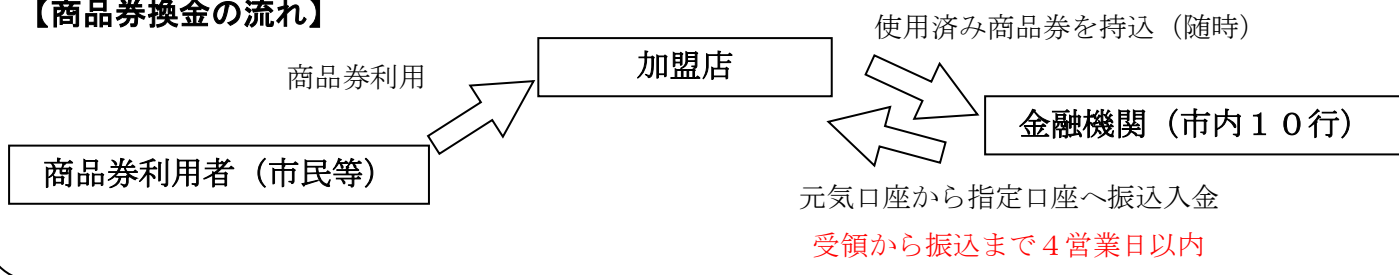 【商品券換金の流れ】
使用済み商品券を持込（随時）
商品券利用
加盟店
金融機関（市内１０行）
商品券利用者（市民等）
元気口座から指定口座へ振込入金
受領から振込まで４営業日以内